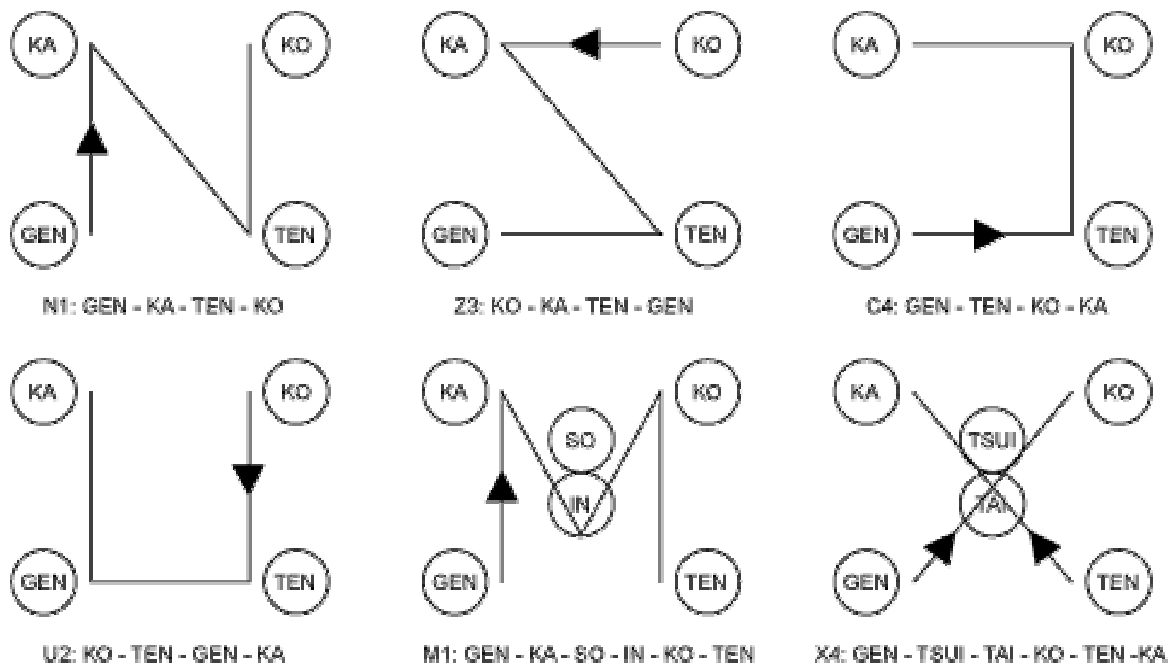 KA KO KA KO KA KO
GEN TEN GEN TEN GEN TEN
N1: GEN - KA - TEN - KO
Z3: KO - KA - TEN - GEN
C4: GEN - TEN - KO - KA
KA KO KA SO KO KA TSUI KO
IN TAI
GEN TEN GEN TEN GEN TEN
U2: KO - TEN - GEN - KA
M1: GEN - KA - SO - IN - KO - TEN
X4: GEN - TSUI - TAI - KO - TEN -KA